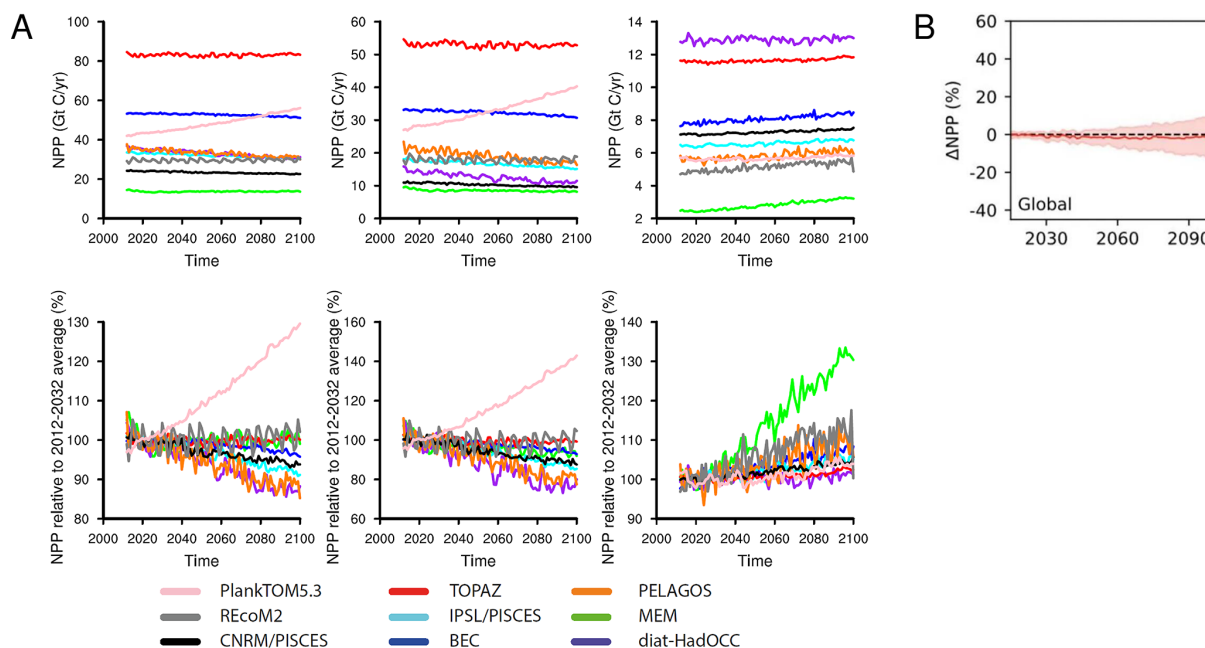 A
B
NPP (Gt C/yr)
100
80
60
40
20
0
2000 2020 2040 2060 2080 2100
Time
NPP (Gt C/yr)
60
50
40
30
20
10
0
2000 2020 2040 2060 2080 2100
Time
NPP (Gt C/yr)
14
12
10
8
6
4
2
2000 2020 2040 2060 2080 2100
Time
ΔNPP (%)
60
40
20
0
-20
-40
Global
2030 2060 2090
NPP relative to 2012-2032 average (%)
130
120
110
100
90
80
2000 2020 2040 2060 2080 2100
Time
NPP relative to 2012-2032 average (%)
160
140
120
100
80
60
2000 2020 2040 2060 2080 2100
Time
NPP relative to 2012-2032 average (%)
140
130
120
110
100
90
2000 2020 2040 2060 2080 2100
Time
PlankTOM5.3 TOPAZ PELAGOS
REcoM2 IPSL/PISCES MEM
CNRM/PISCES BEC diat-HadOCC